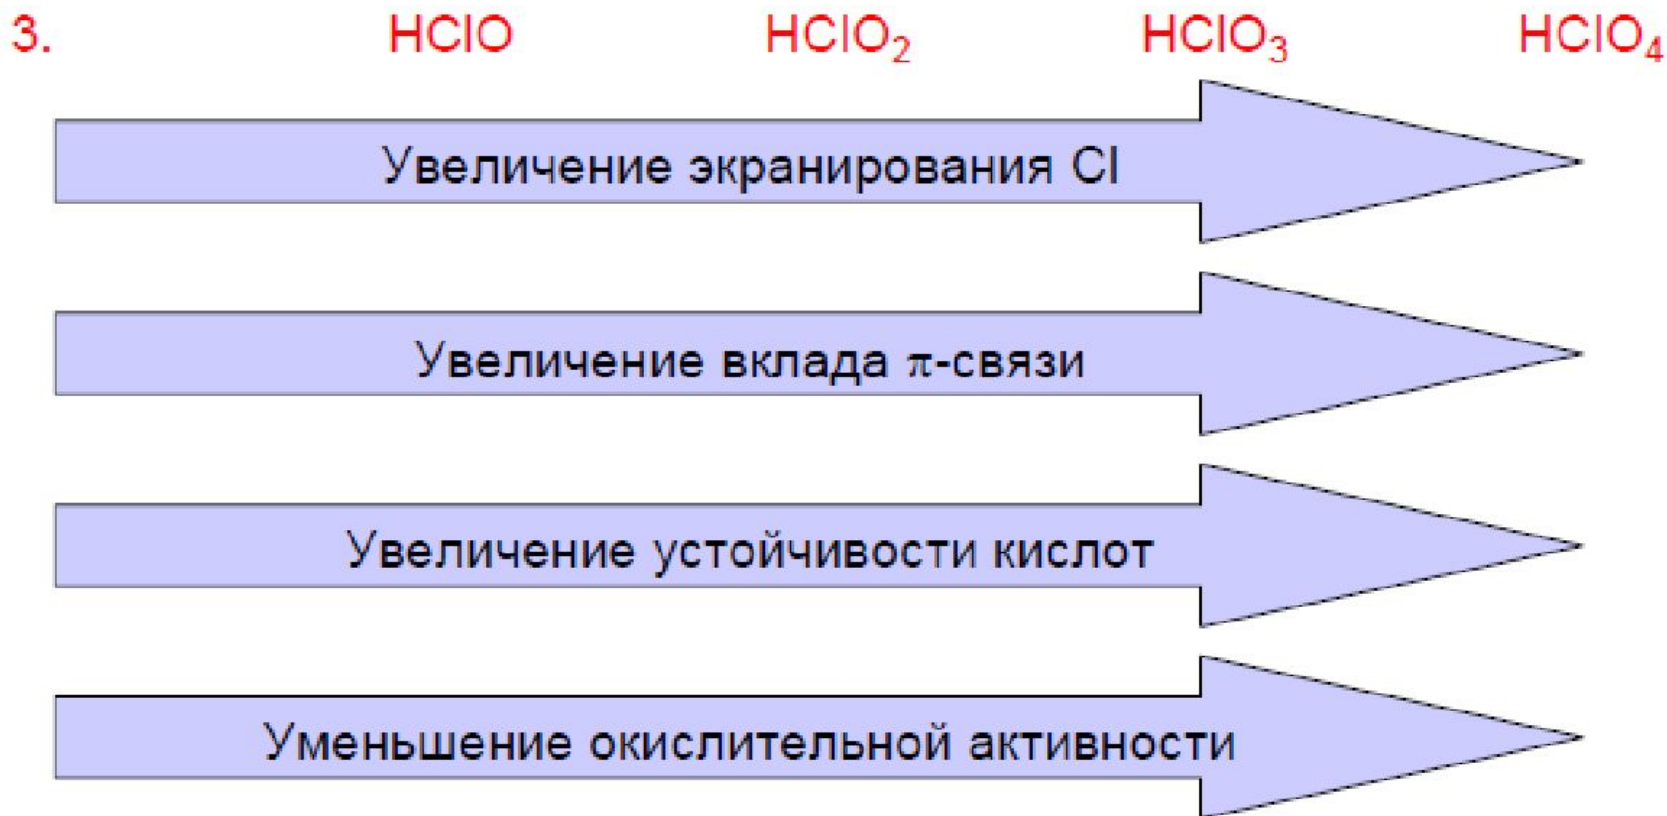 3. HClO HClO₂ HClO₃ HClO₄
Увеличение экранирования Cl
Увеличение вклада π-связи
Увеличение устойчивости кислот
Уменьшение окислительной активности